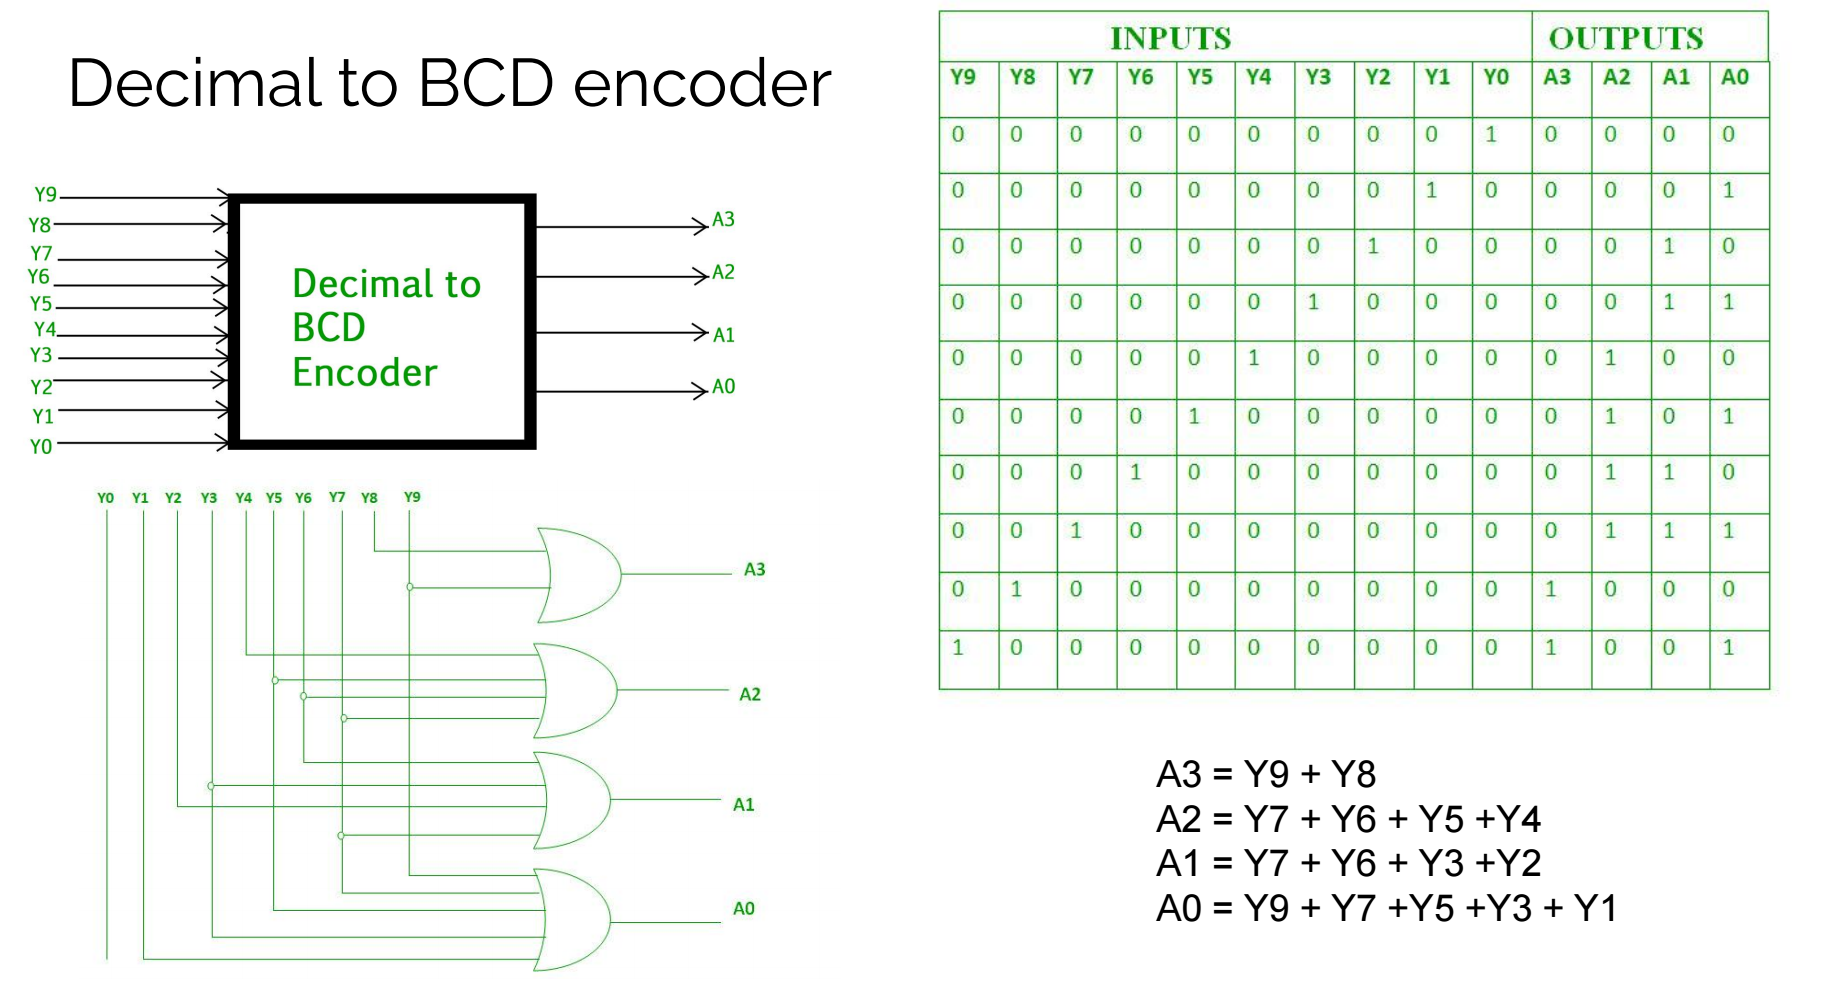 Decimal to BCD encoder
Y9
Y8
Y7
Y6
Y5
Y4
Y3
Y2
Y1
Y0
Decimal to
BCD
Encoder
A3
A2
A1
A0
Y0 Y1 Y2 Y3 Y4 Y5 Y6 Y7 Y8 Y9
A3
A2
A1
A0
INPUTS OUTPUTS
Y9 Y8 Y7 Y6 Y5 Y4 Y3 Y2 Y1 Y0 A3 A2 A1 A0
0 0 0 0 0 0 0 0 0 1 0 0 0 0
0 0 0 0 0 0 0 0 1 0 0 0 0 1
0 0 0 0 0 0 0 1 0 0 0 0 1 0
0 0 0 0 0 0 1 0 0 0 0 0 1 1
0 0 0 0 0 1 0 0 0 0 0 1 0 0
0 0 0 0 1 0 0 0 0 0 0 1 0 1
0 0 0 1 0 0 0 0 0 0 0 1 1 0
0 0 1 0 0 0 0 0 0 0 0 1 1 1
0 1 0 0 0 0 0 0 0 0 1 0 0 0
1 0 0 0 0 0 0 0 0 0 1 0 0 1
A3 = Y9 + Y8
A2 = Y7 + Y6 + Y5 +Y4
A1 = Y7 + Y6 + Y3 +Y2
A0 = Y9 + Y7 +Y5 +Y3 + Y1